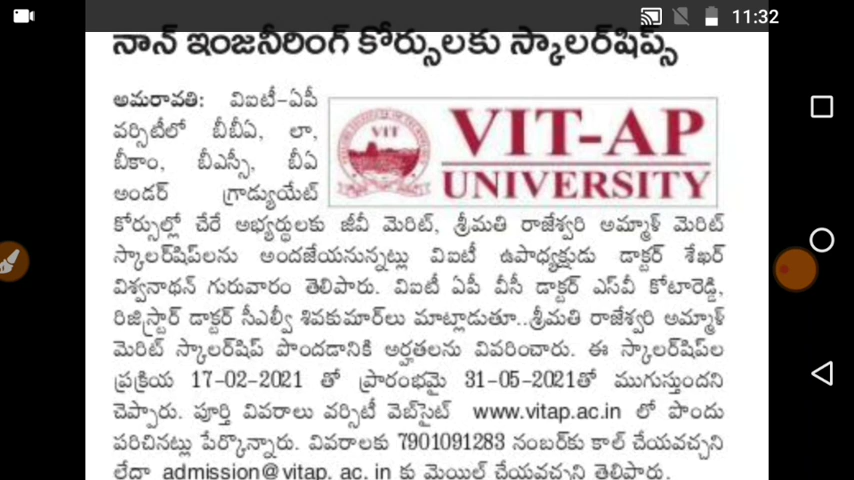 11:32
నాన్ ఇంజనీరింగ్ కోర్సులకు స్కాలర్‌షిప్స్
అమరావతి: విఐటీ-ఏపీ
వర్సిటీలో బీబీఏ, లా,
బీకాం, బీఎస్సీ, బీఏ
అండర్ గ్రాడ్యుయేట్
VIT
VIT-AP
UNIVERSITY
కోర్సుల్లో చేరే అభ్యర్థులకు జీవీ మెరిట్, శ్రీమతి రాజేశ్వరి అమ్మాళ్ మెరిట్
స్కాలర్‌షిప్‌లను అందజేయనున్నట్లు విఐటీ ఉపాధ్యక్షుడు డాక్టర్ శేఖర్
విశ్వనాథన్ గురువారం తెలిపారు. విఐటీ ఏపీ వీసీ డాక్టర్ ఎస్‌వీ కోటారెడ్డి,
రిజిస్ట్రార్ డాక్టర్ సీఎల్వీ శివకుమార్‌లు మాట్లాడుతూ..శ్రీమతి రాజేశ్వరి అమ్మాళ్
మెరిట్ స్కాలర్‌షిప్ పొందడానికి అర్హతలను వివరించారు. ఈ స్కాలర్‌షిప్‌ల
ప్రక్రియ 17-02-2021 తో ప్రారంభమై 31-05-2021తో ముగుస్తుందని
చెప్పారు. పూర్తి వివరాలు వర్సిటీ వెబ్‌సైట్ www.vitap.ac.in లో పొందు
పరిచినట్లు పేర్కొన్నారు. వివరాలకు 7901091283 నంబర్‌కు కాల్ చేయవచ్చని
లేదా admission@vitap. ac. in కు మెయిల్ చేయవచ్చని తెలిపారు.